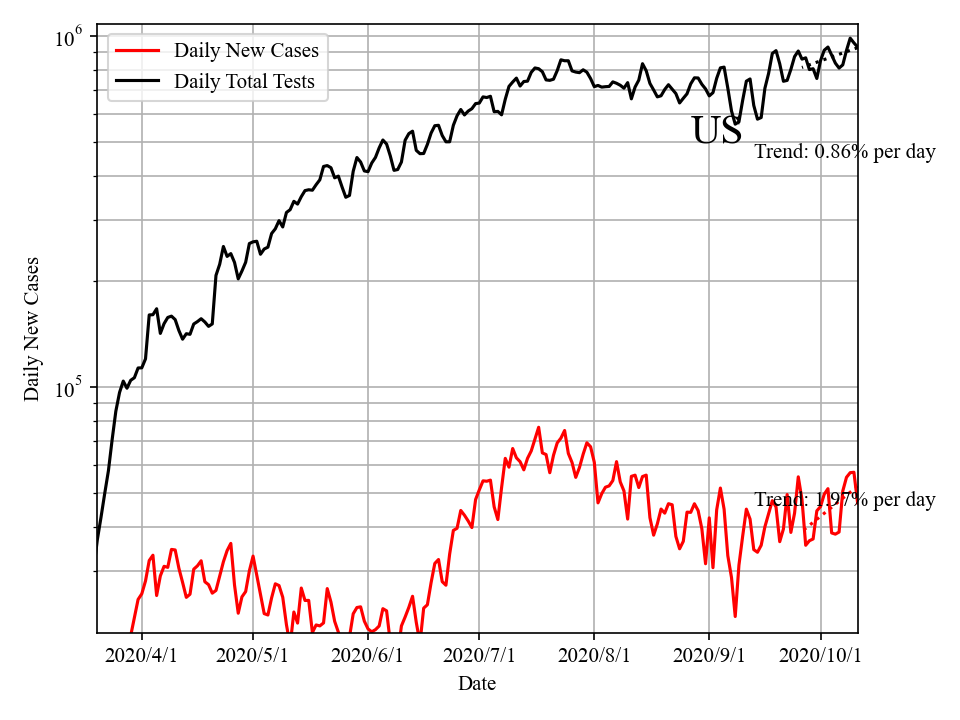 10^6
Daily New Cases
Daily Total Tests
US
Trend: 0.86% per day
Daily New Cases
10^5
Trend: 1.97% per day
2020/4/1 2020/5/1 2020/6/1 2020/7/1 2020/8/1 2020/9/1 2020/10/1
Date